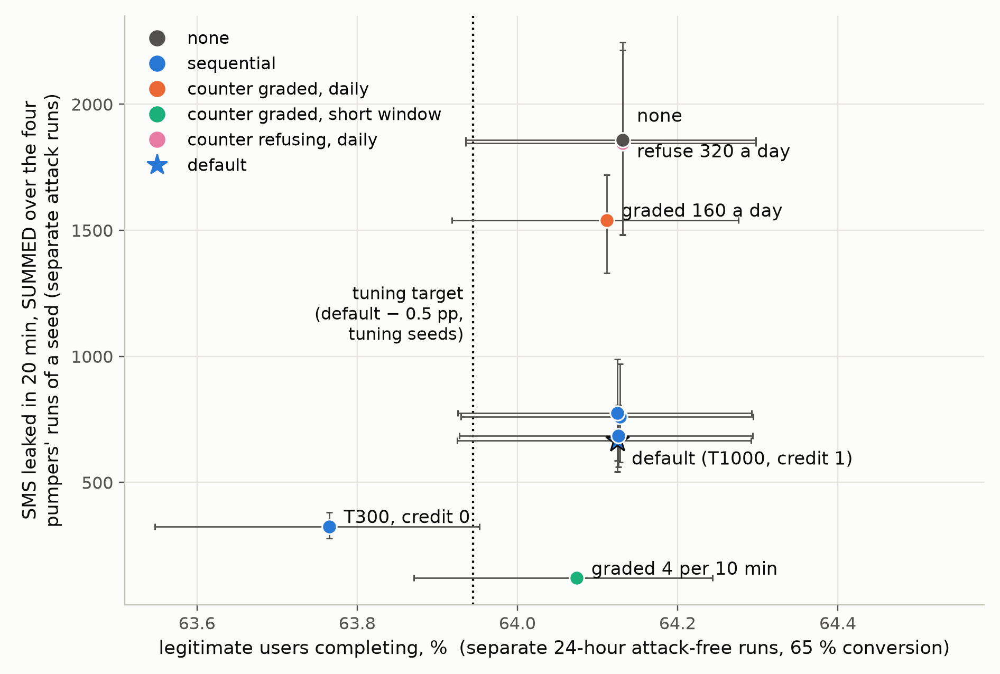 none
sequential
counter graded, daily
counter graded, short window
counter refusing, daily
default
SMS leaked in 20 min, SUMMED over the four
pumpers' runs of a seed (separate attack runs)
2000
1500
1000
500
none
refuse 320 a day
graded 160 a day
tuning target
(default − 0.5 pp,
tuning seeds)
default (T1000, credit 1)
T300, credit 0
graded 4 per 10 min
63.6
63.8
64.0
64.2
64.4
legitimate users completing, % (separate 24-hour attack-free runs, 65 % conversion)